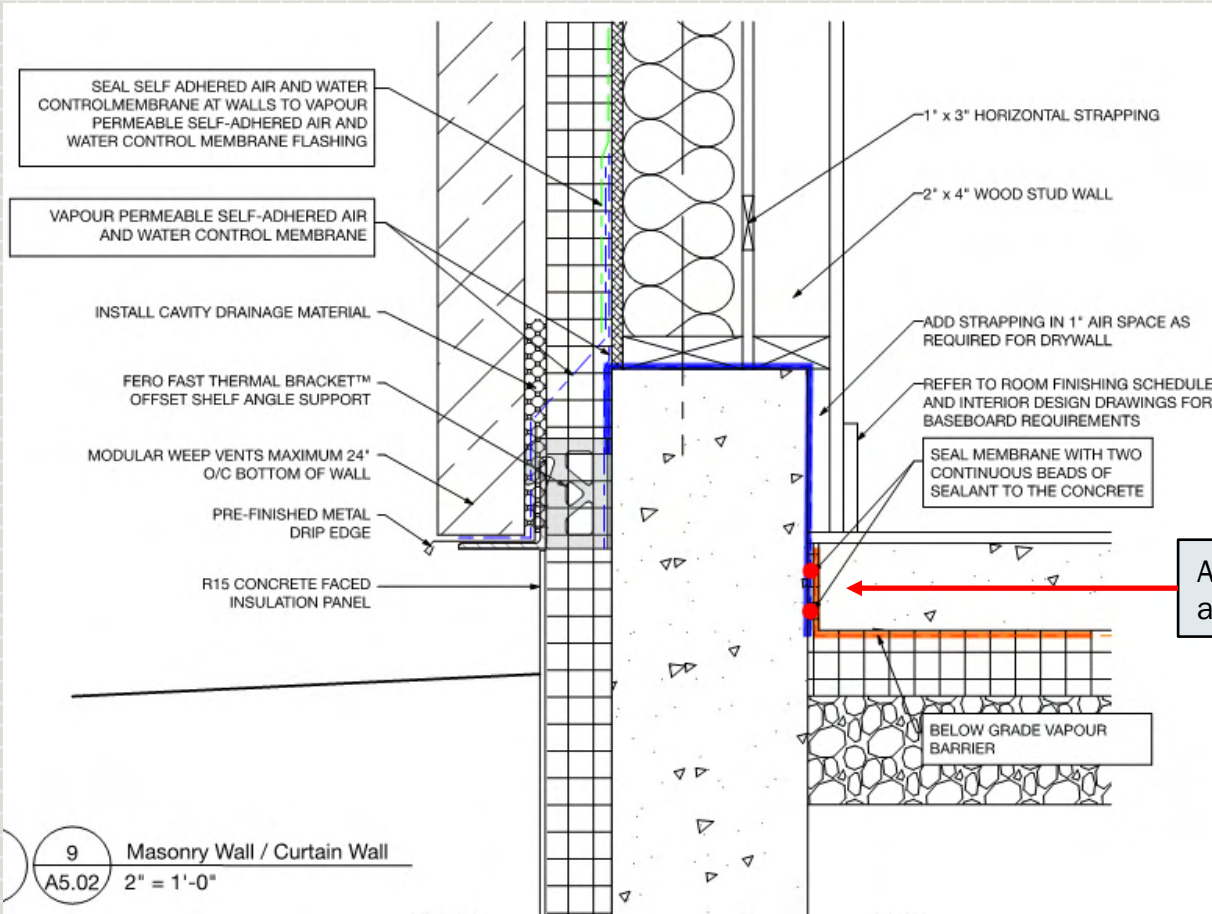 SEAL SELF ADHERED AIR AND WATER
CONTROLMEMBRANE AT WALLS TO VAPOUR
PERMEABLE SELF-ADHERED AIR AND
WATER CONTROL MEMBRANE FLASHING
VAPOUR PERMEABLE SELF-ADHERED AIR
AND WATER CONTROL MEMBRANE
INSTALL CAVITY DRAINAGE MATERIAL
FERO FAST THERMAL BRACKET™
OFFSET SHELF ANGLE SUPPORT
MODULAR WEEP VENTS MAXIMUM 24"
O/C BOTTOM OF WALL
PRE-FINISHED METAL
DRIP EDGE
R15 CONCRETE FACED
INSULATION PANEL
1" x 3" HORIZONTAL STRAPPING
2" x 4" WOOD STUD WALL
ADD STRAPPING IN 1" AIR SPACE AS
REQUIRED FOR DRYWALL
REFER TO ROOM FINISHING SCHEDULE
AND INTERIOR DESIGN DRAWINGS FOR
BASEBOARD REQUIREMENTS
SEAL MEMBRANE WITH TWO
CONTINUOUS BEADS OF
SEALANT TO THE CONCRETE
BELOW GRADE VAPOUR
BARRIER
9
A5.02
Masonry Wall / Curtain Wall
2" = 1'-0"